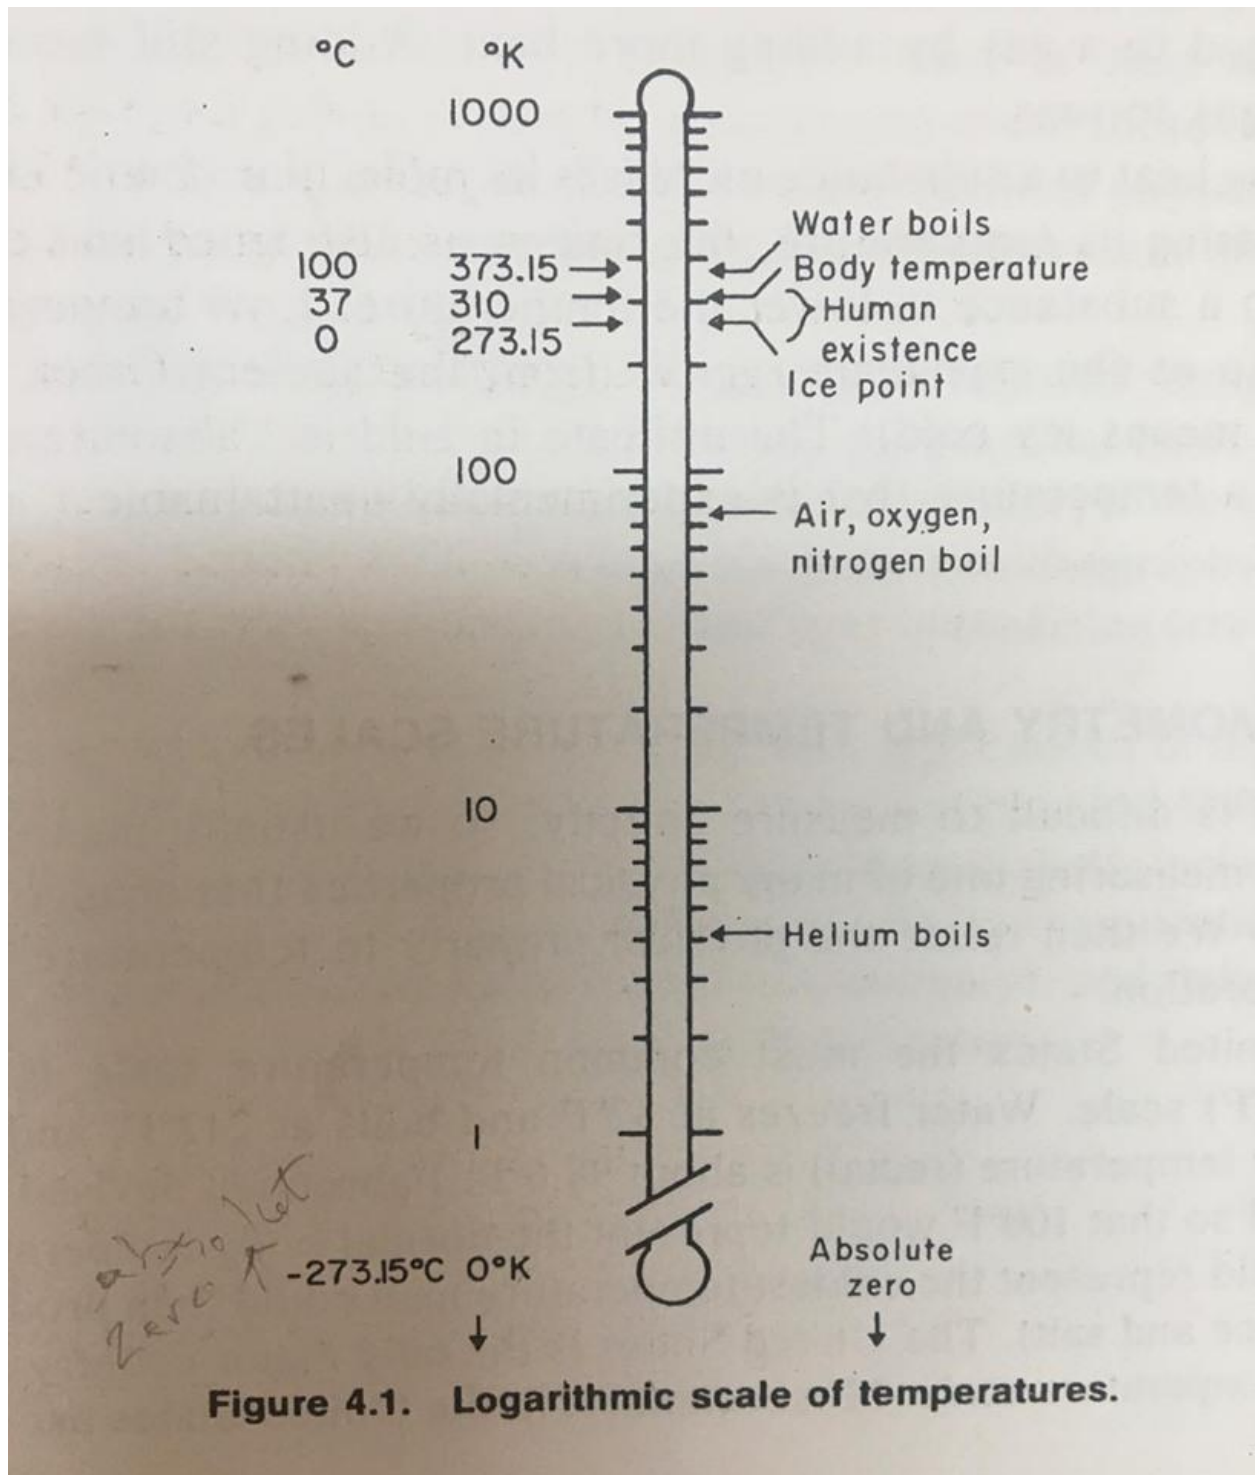 °C °K
1000
Water boils
100 373.15 Body temperature
37 310 Human
0 273.15 existence
Ice point
100
Air, oxygen,
nitrogen boil
10
Helium boils
1
zero
-273.15°C 0°K Absolute
zero
Figure 4.1. Logarithmic scale of temperatures.